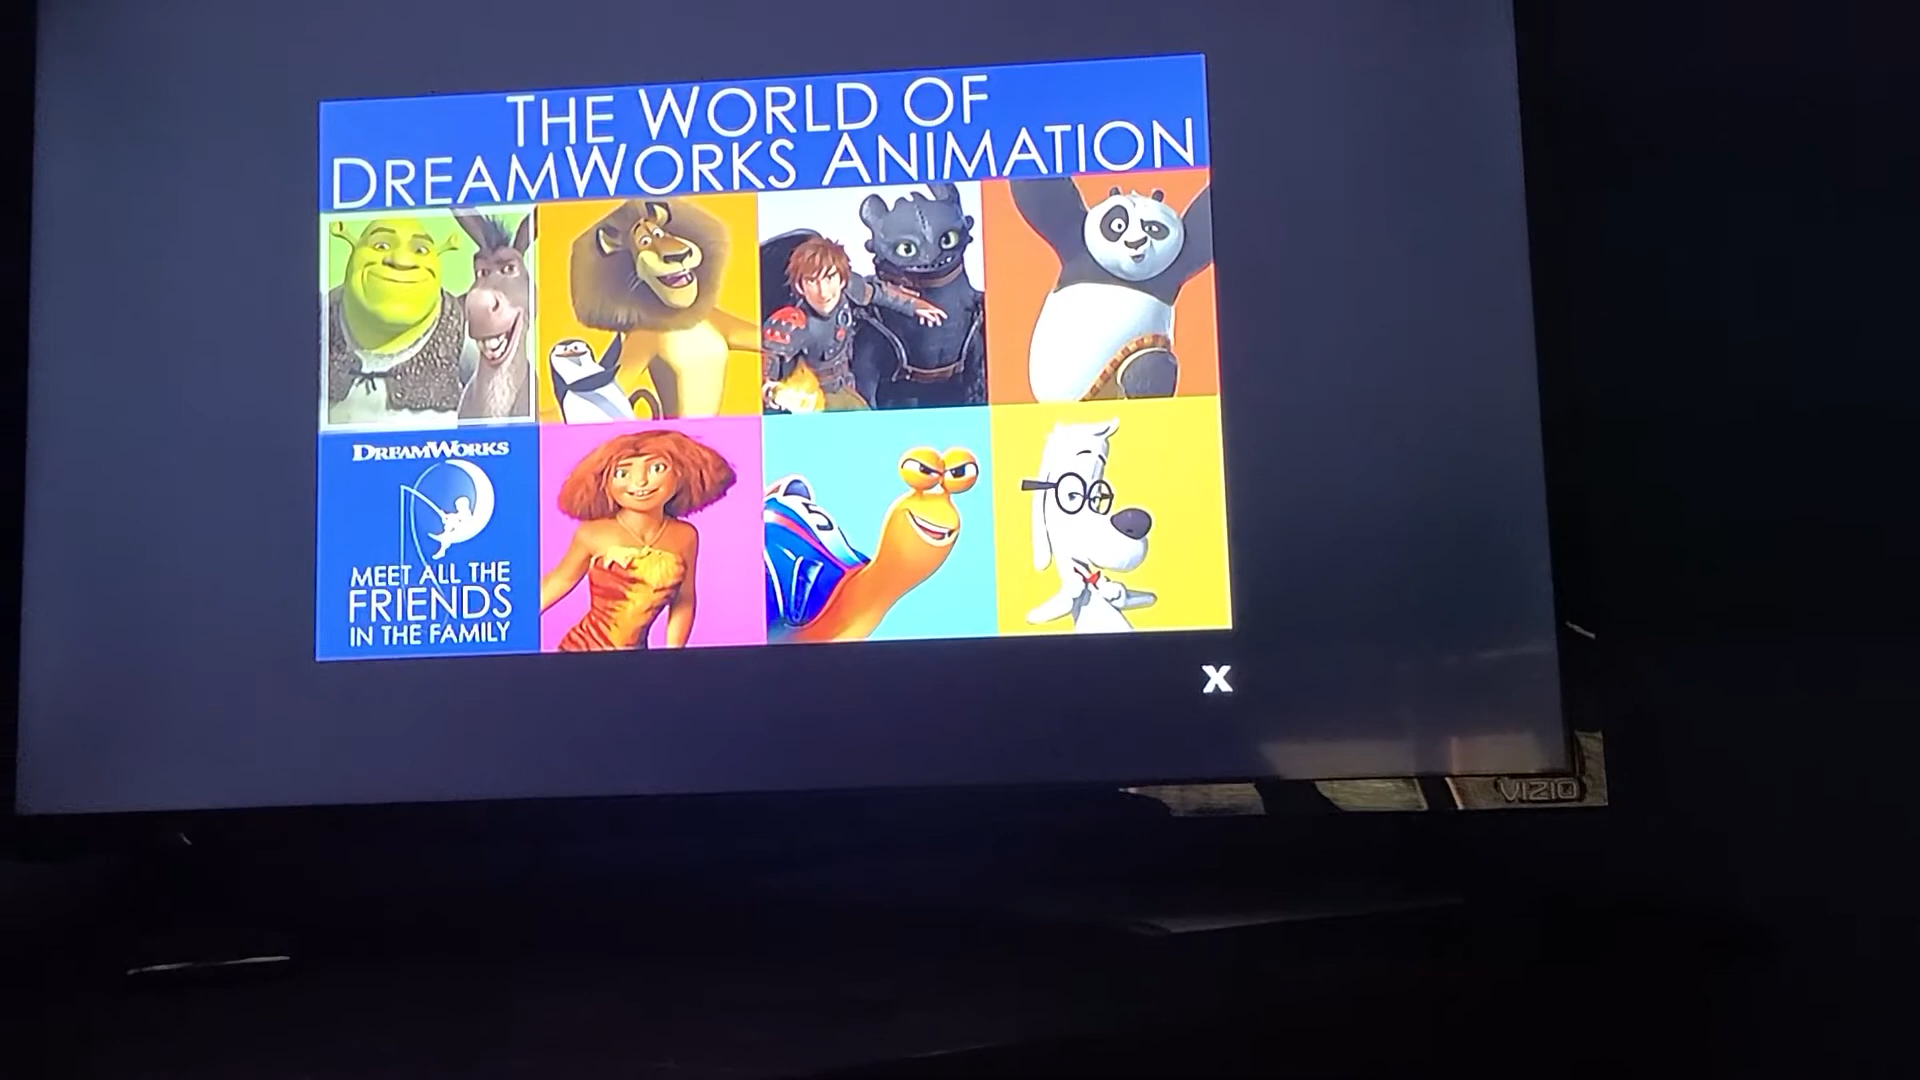 THE WORLD OF
DREAMWORKS ANIMATION
5
DREAMWORKS
MEET ALL THE
FRIENDS
IN THE FAMILY
X
VIZIO